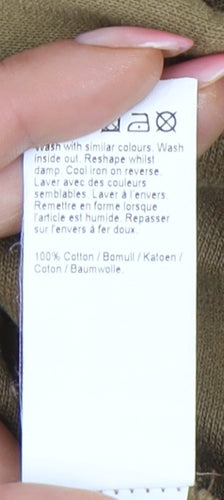 Wash with similar colours. Wash
inside out. Reshape whilst
damp. Cool iron on reverse.
Laver avec des couleurs
semblables. Laver à l'envers.
Remettre en forme lorsque
l'article est humide. Repasser
sur l'envers à fer doux.
100% Cotton / Bomull / Katoen /
Coton / Baumwolle.